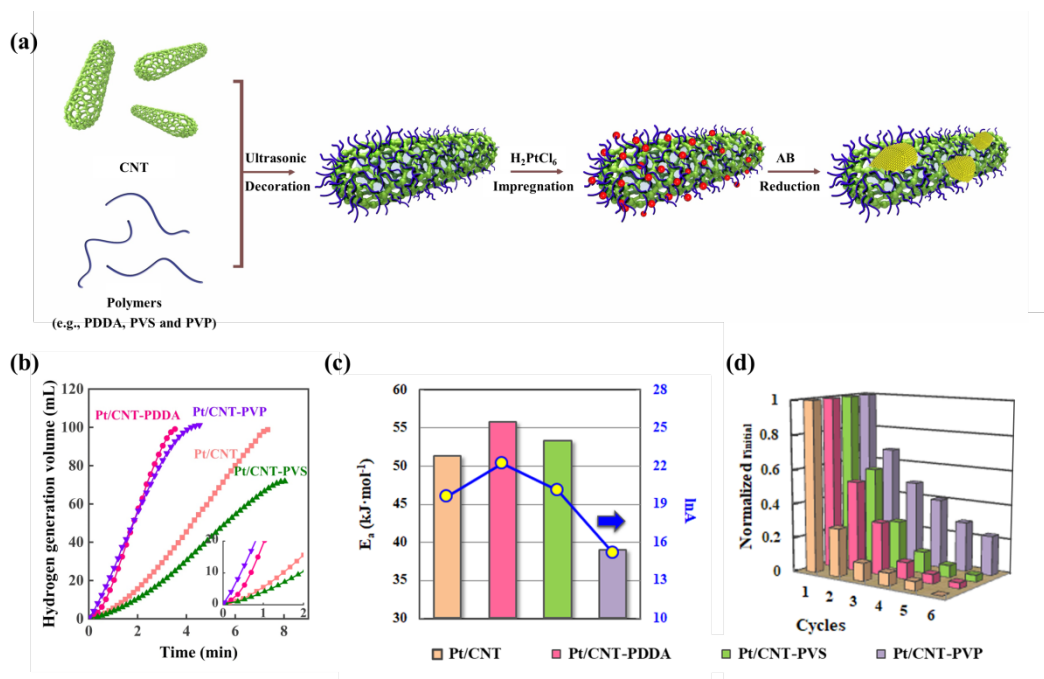 (a)
CNT
Polymers
(e.g., PDDA, PVS and PVP)
Ultrasonic
Decoration
H2PtCl6
Impregnation
AB
Reduction
(b)
Hydrogen generation volume (mL)
120
100
80
60
40
20
0
Pt/CNT-PDDA
Pt/CNT-PVP
Pt/CNT
Pt/CNT-PVS
20
10
0
0 1 2
0 2 4 6 8
Time (min)
(c)
Ea (kJ·mol-1)
60
55
50
45
40
35
30
28
25
22
19
16
13
10
lnA
(d)
Normalized rinitial
1
0.8
0.6
0.4
0.2
0
1 2 3 4 5 6
Cycles
Pt/CNT Pt/CNT-PDDA Pt/CNT-PVS Pt/CNT-PVP